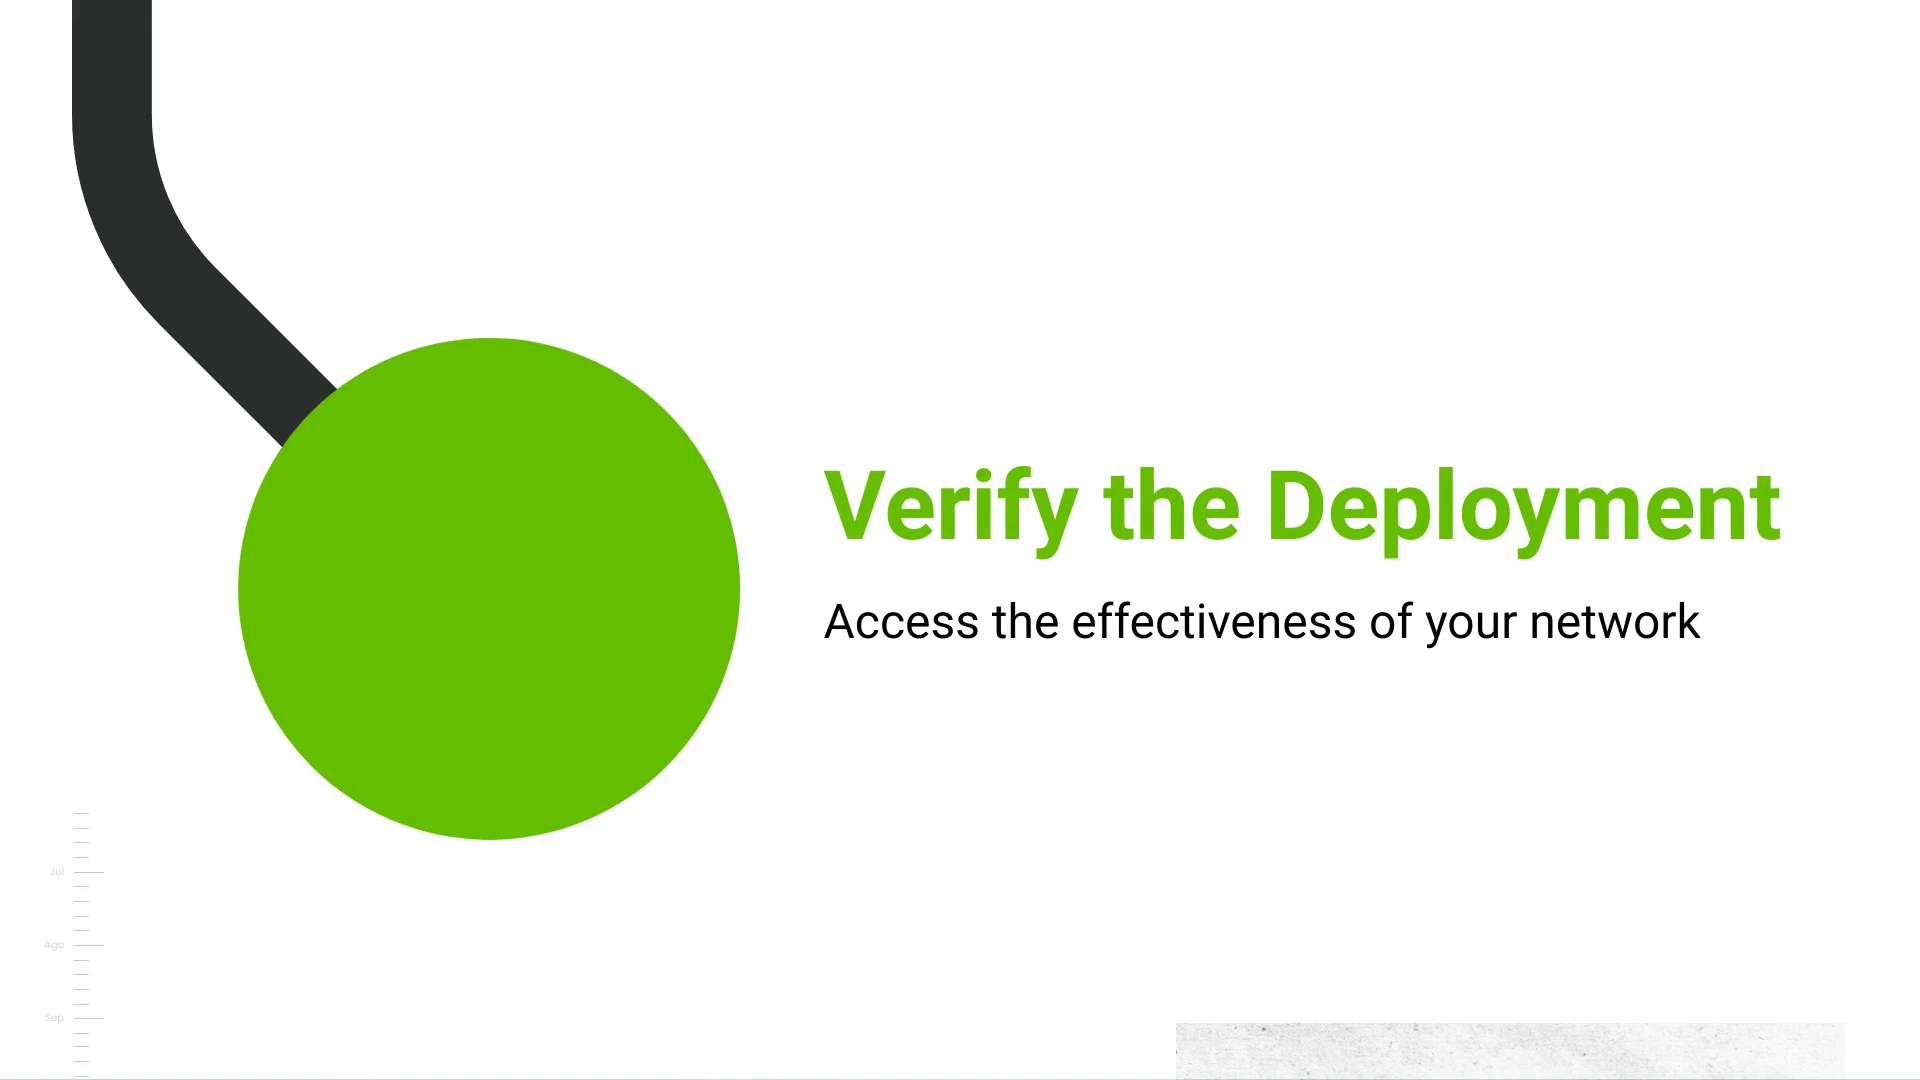 Verify the Deployment
Access the effectiveness of your network
Jul
Ago
Sep